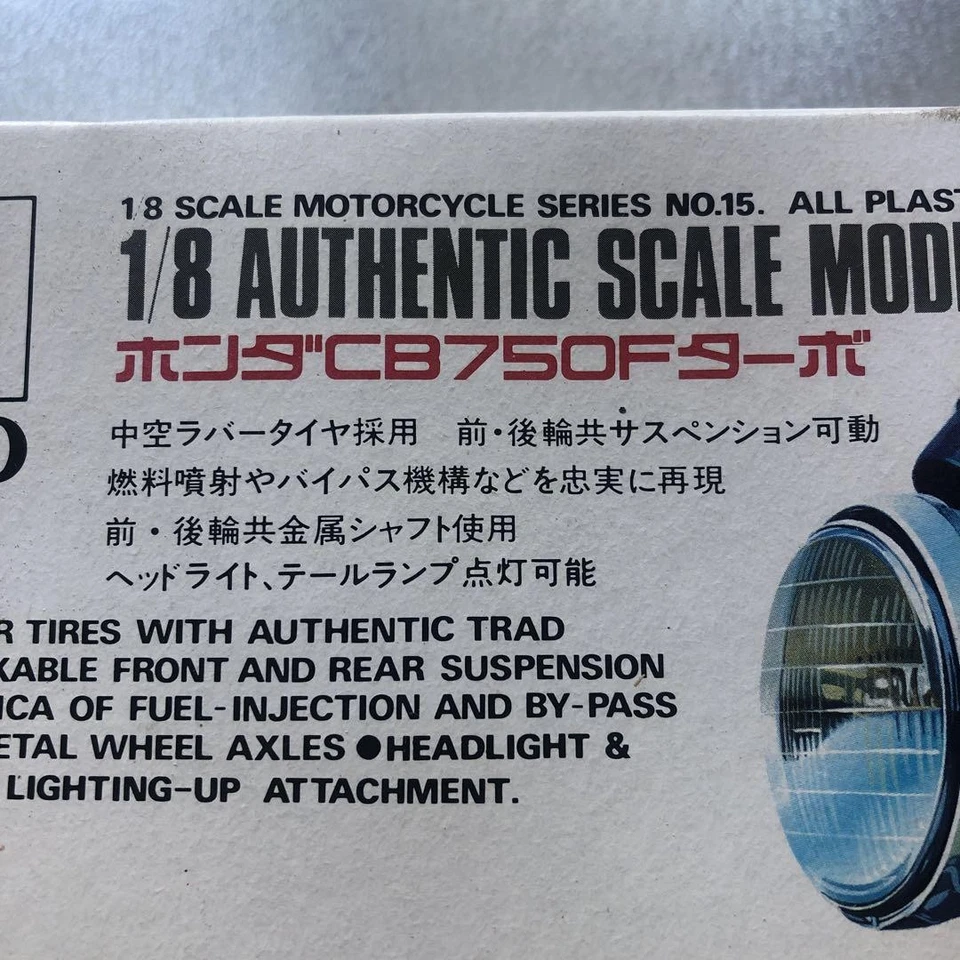 1/8 SCALE MOTORCYCLE SERIES NO.15. ALL PLAST
1/8 AUTHENTIC SCALE MODE
ホンダCB750Fターボ
中空ラバータイヤ採用 前・後輪共サスペンション可動
燃料噴射やバイパス機構などを忠実に再現
前・後輪共金属シャフト使用
ヘッドライト、テールランプ点灯可能
R TIRES WITH AUTHENTIC TRAD
KABLE FRONT AND REAR SUSPENSION
ICA OF FUEL-INJECTION AND BY-PASS
ETAL WHEEL AXLES ●HEADLIGHT &
LIGHTING-UP ATTACHMENT.